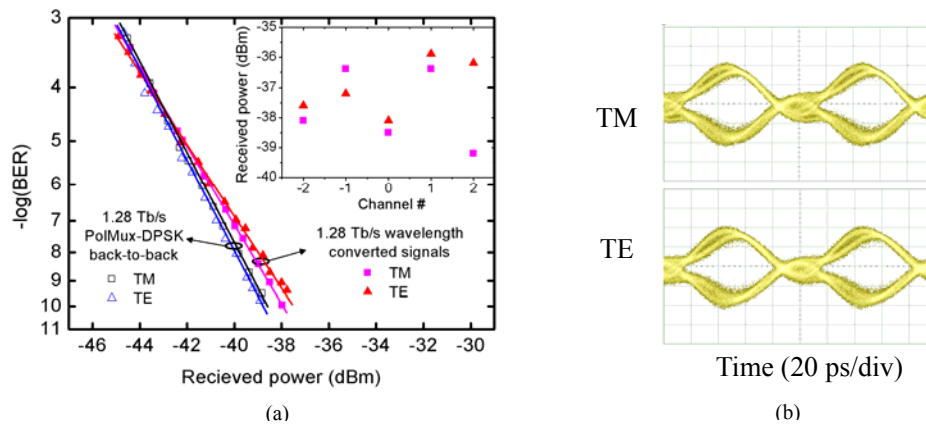 3
4
5
6
7
8
9
10
11
-log(BER)
-46 -44 -42 -40 -38 -36 -34 -32 -30
Recieved power (dBm)
1.28 Tb/s
PolMux-DPSK
back-to-back
TM
TE
1.28 Tb/s wavelength
converted signals
TM
TE
-35
-36
-37
-38
-39
-40
Received power (dBm)
-2 -1 0 1 2
Channel #
(a)
TM
TE
Time (20 ps/div)
(b)